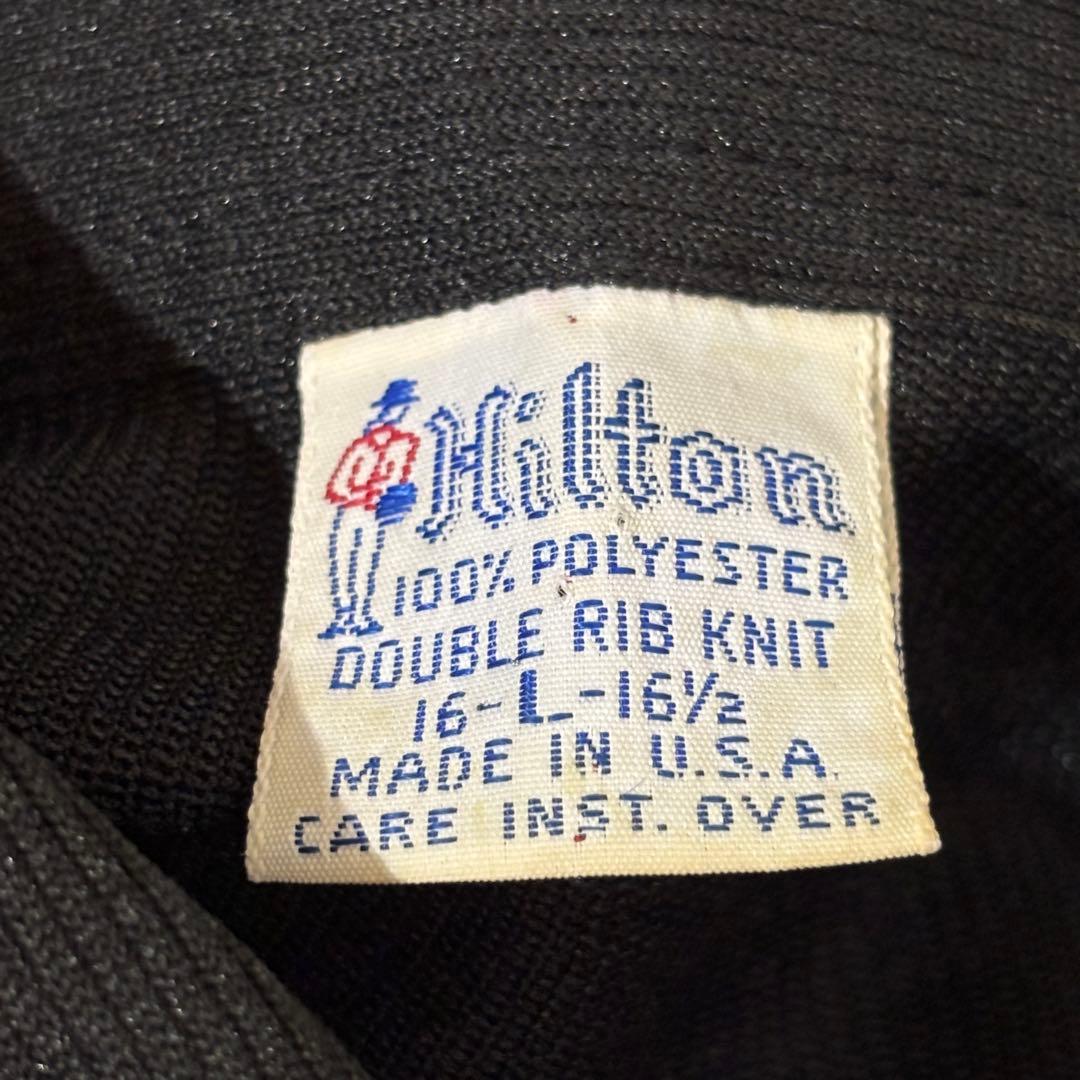 Hilton
100% POLYESTER
DOUBLE RIB KNIT
16-L-16½
MADE IN U.S.A.
CARE INST. OVER